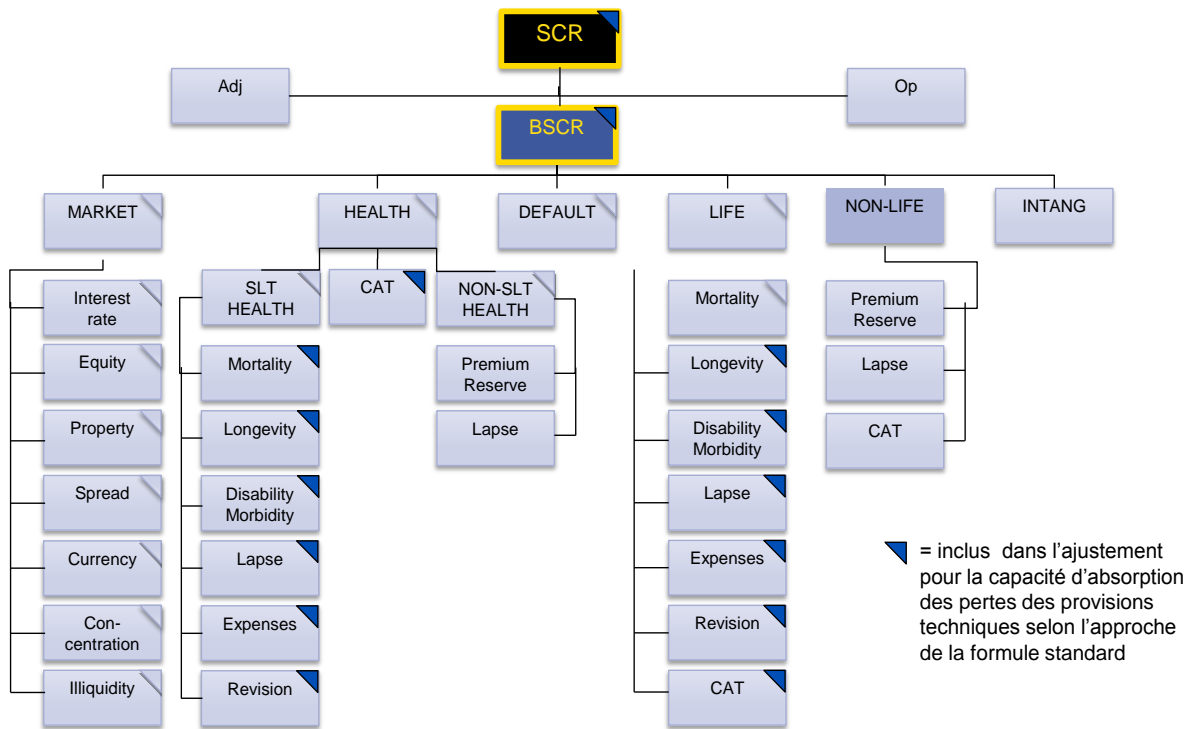 SCR
Adj
Op
BSCR
MARKET
HEALTH
DEFAULT
LIFE
NON-LIFE
INTANG
Interest
rate
Equity
Property
Spread
Currency
Con-
centration
Illiquidity
SLT
HEALTH
Mortality
Longevity
Disability
Morbidity
Lapse
Expenses
Revision
CAT
NON-SLT
HEALTH
Premium
Reserve
Lapse
Mortality
Longevity
Disability
Morbidity
Lapse
Expenses
Revision
CAT
Premium
Reserve
Lapse
CAT
= inclus dans l’ajustement
pour la capacité d’absorption
des pertes des provisions
techniques selon l’approche
de la formule standard